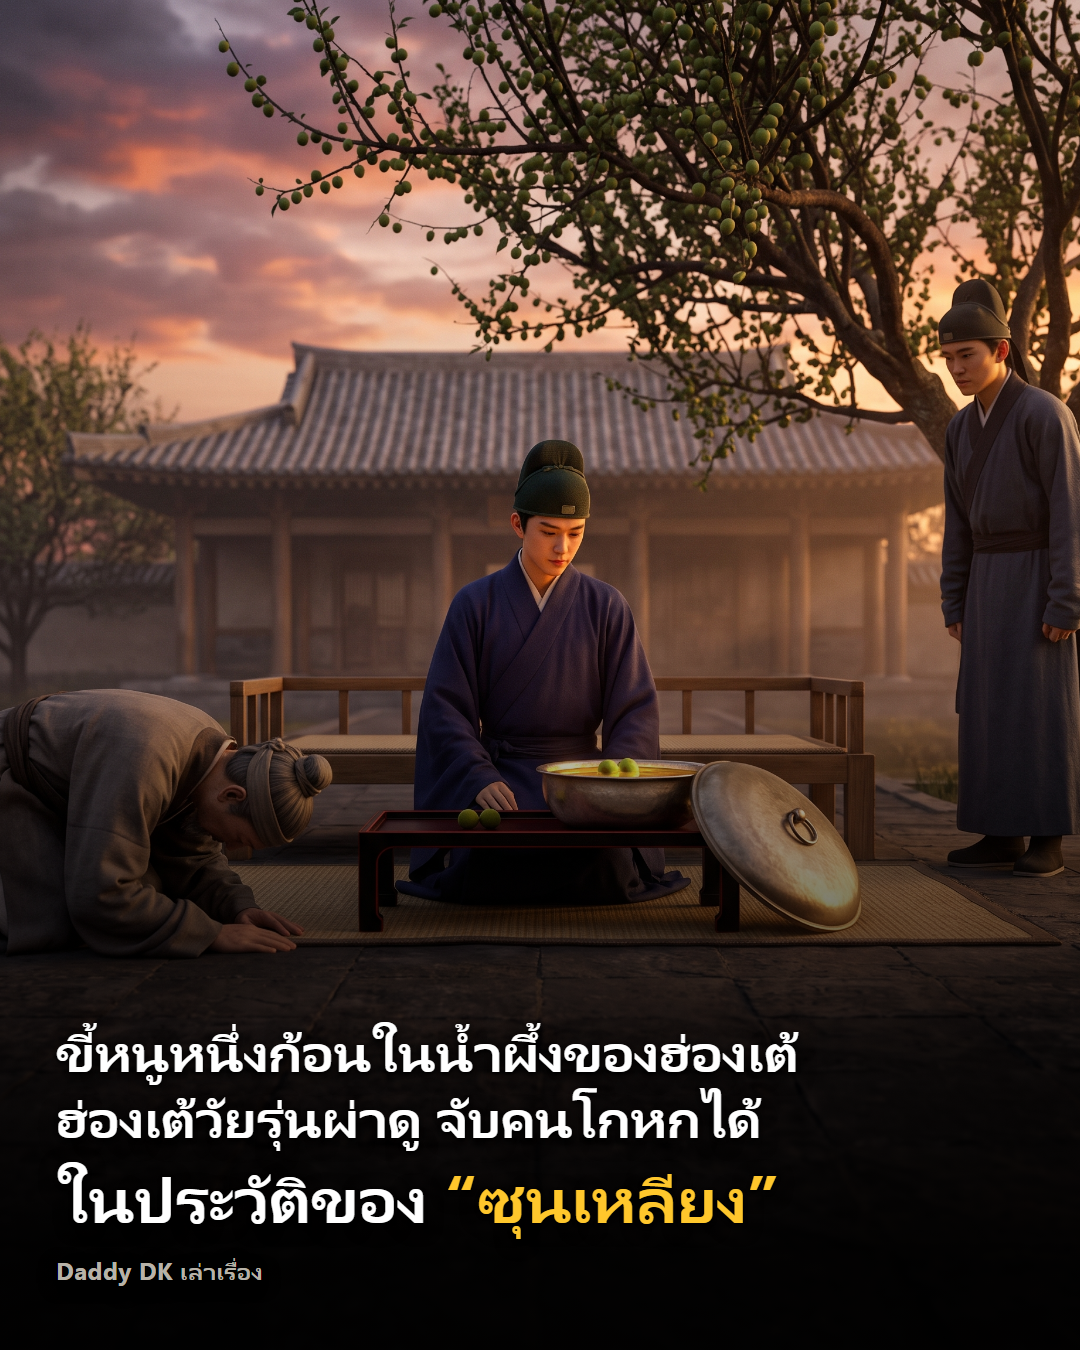 ขี้หนูหนึ่งก้อนในน้ำผึ้งของฮ่องเต้
ฮ่องเต้วัยรุ่นผ่าดู จับคนโกหกได้
ในประวัติของ “ซุนเหลียง”
Daddy DK เล่าเรื่อง